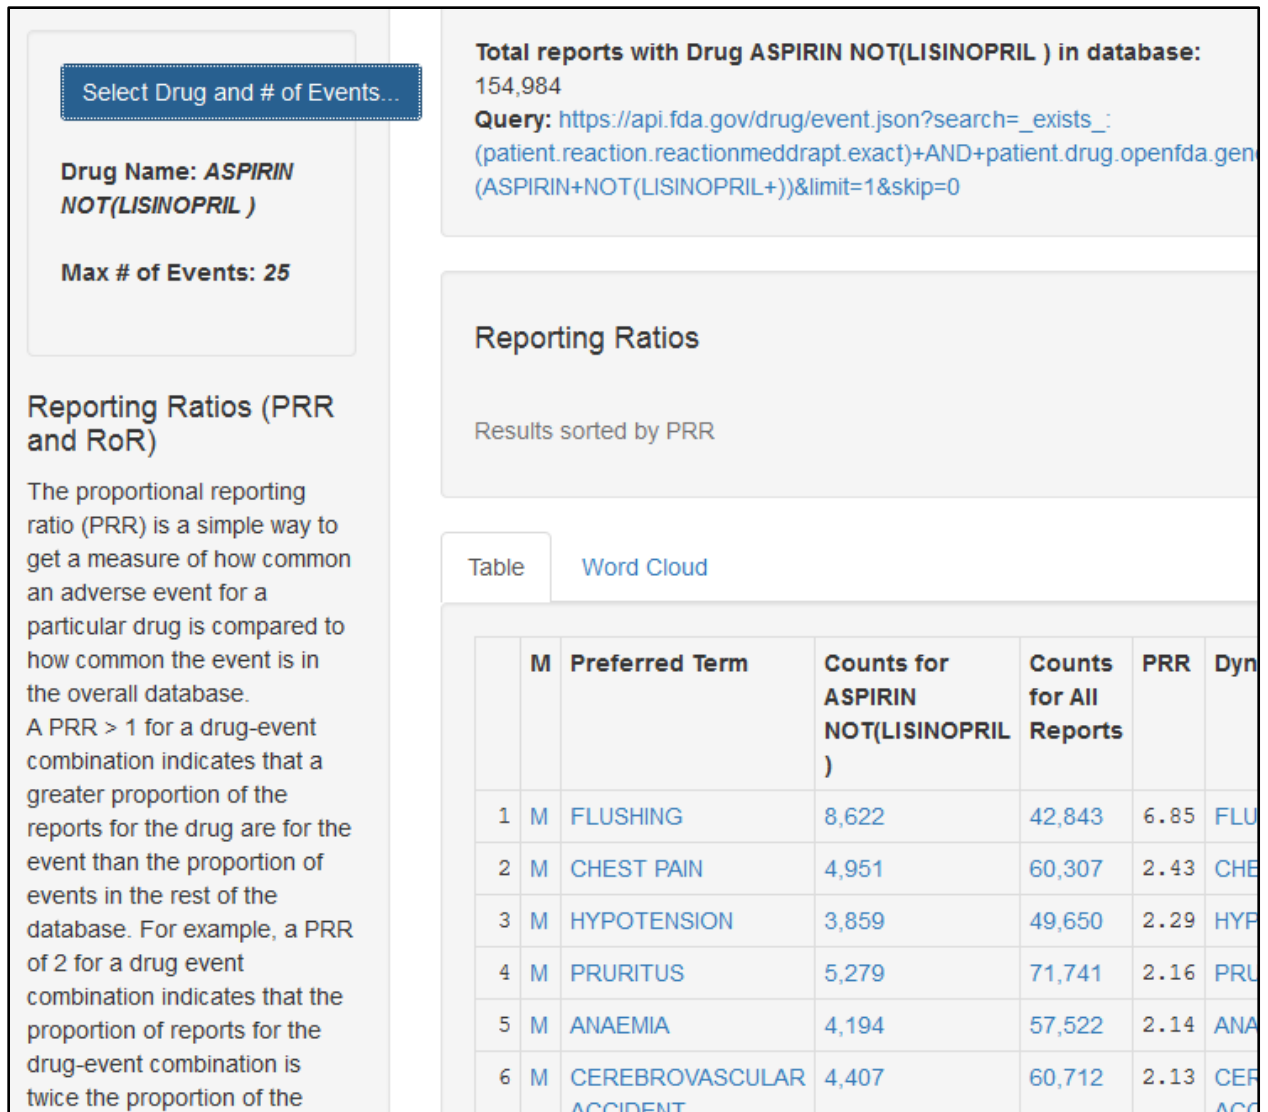 Select Drug and # of Events...
Drug Name: ASPIRIN
NOT(LISINOPRIL )
Max # of Events: 25
Reporting Ratios (PRR
and RoR)
The proportional reporting
ratio (PRR) is a simple way to
get a measure of how common
an adverse event for a
particular drug is compared to
how common the event is in
the overall database.
A PRR > 1 for a drug-event
combination indicates that a
greater proportion of the
reports for the drug are for the
event than the proportion of
events in the rest of the
database. For example, a PRR
of 2 for a drug event
combination indicates that the
proportion of reports for the
drug-event combination is
twice the proportion of the
Total reports with Drug ASPIRIN NOT(LISINOPRIL ) in database:
154,984
Query: https://api.fda.gov/drug/event.json?search=_exists_:
(patient.reaction.reactionmeddrapt.exact)+AND+patient.drug.openfda.gen
(ASPIRIN+NOT(LISINOPRIL+))&limit=1&skip=0
Reporting Ratios
Results sorted by PRR
Table Word Cloud
M Preferred Term Counts for Counts PRR Dyn
ASPIRIN for All
NOT(LISINOPRIL Reports
)
1 M FLUSHING 8,622 42,843 6.85 FLU
2 M CHEST PAIN 4,951 60,307 2.43 CHE
3 M HYPOTENSION 3,859 49,650 2.29 HYP
4 M PRURITUS 5,279 71,741 2.16 PRU
5 M ANAEMIA 4,194 57,522 2.14 ANA
6 M CEREBROVASCULAR 4,407 60,712 2.13 CER
ACCIDENT ACC